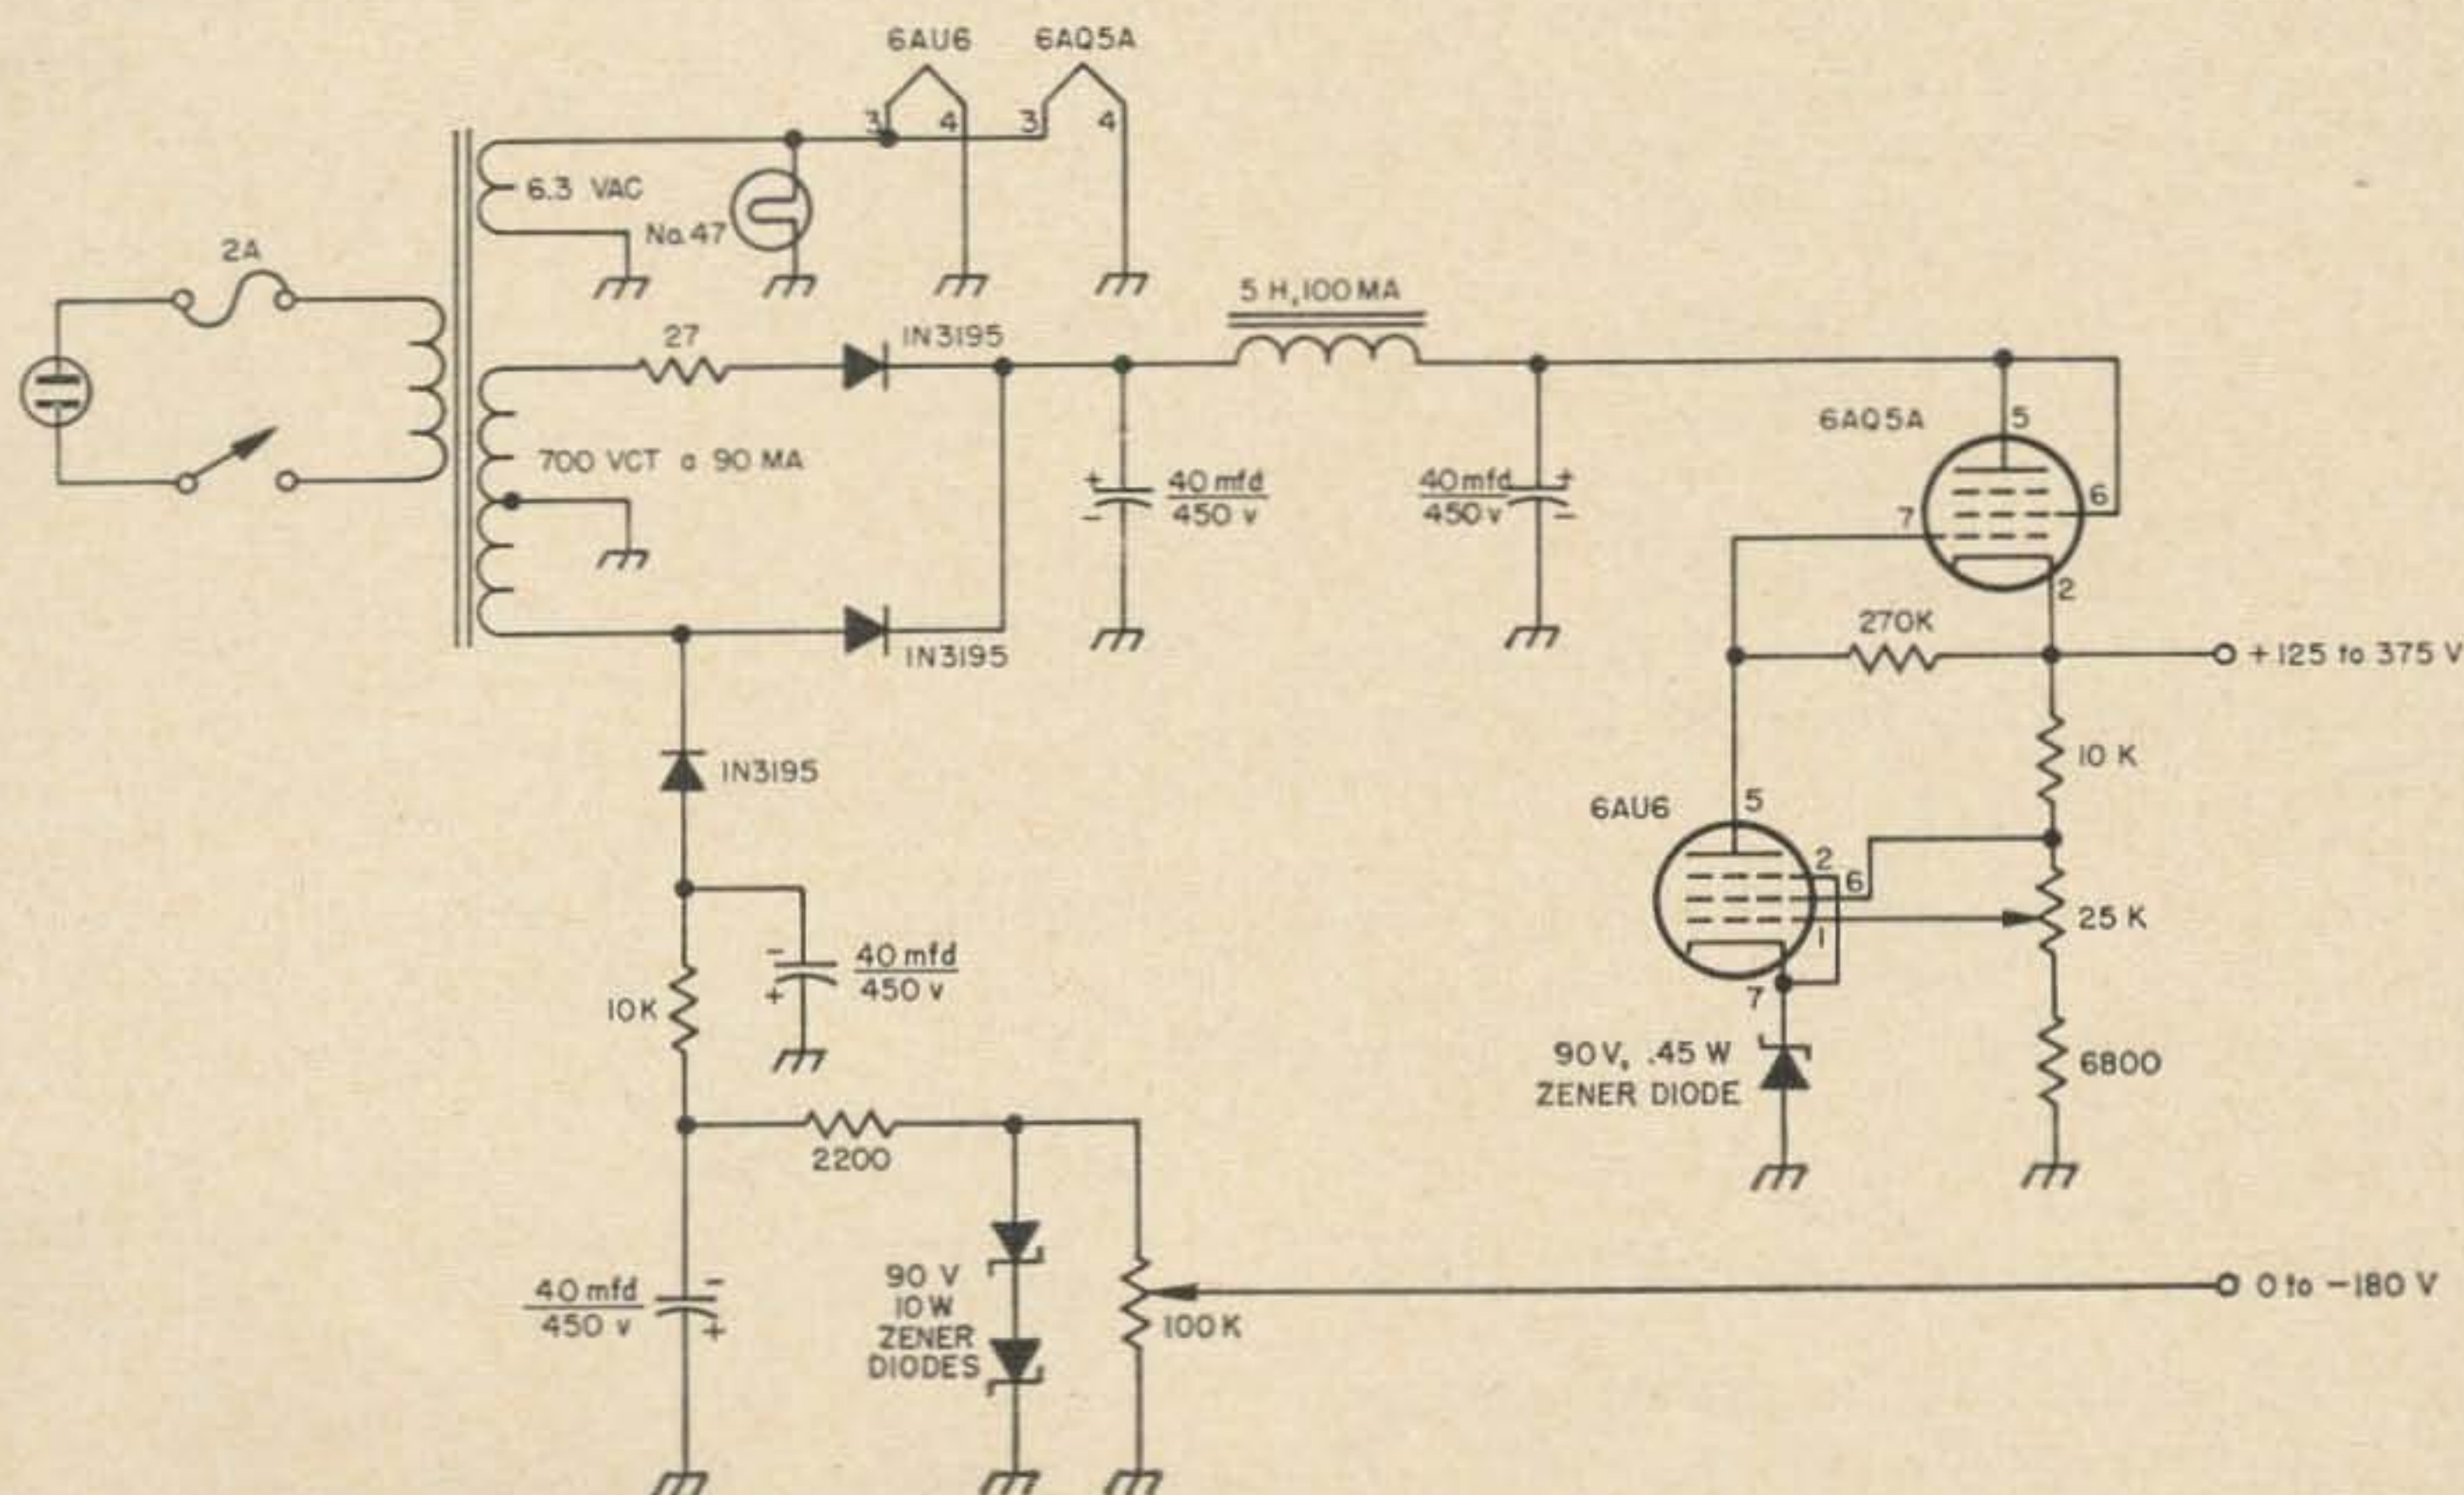 6AU6
6AQ5A
3
4
3
4
6.3 VAC
No.47
2A
5 H, 100 MA
27
1N3195
6AQ5A
5
700 VCT a 90 MA
+
40 mfd
450 v
-
40 mfd
450 v
+
-
6
7
2
270K
+125 to 375 V
1N3195
10 K
1N3195
6AU6
5
2
6
25 K
1
7
-
40 mfd
450 v
+
10K
90 V, .45 W
ZENER DIODE
6800
2200
90 V
10 W
ZENER
DIODES
40 mfd
450 v
-
+
100 K
0 to -180 V